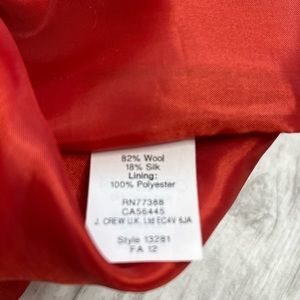 82% Wool
18% Silk
Lining:
100% Polyester
RN77388
CA56445
J. CREW U.K. Ltd EC4V 6JA
Style 13281
FA 12